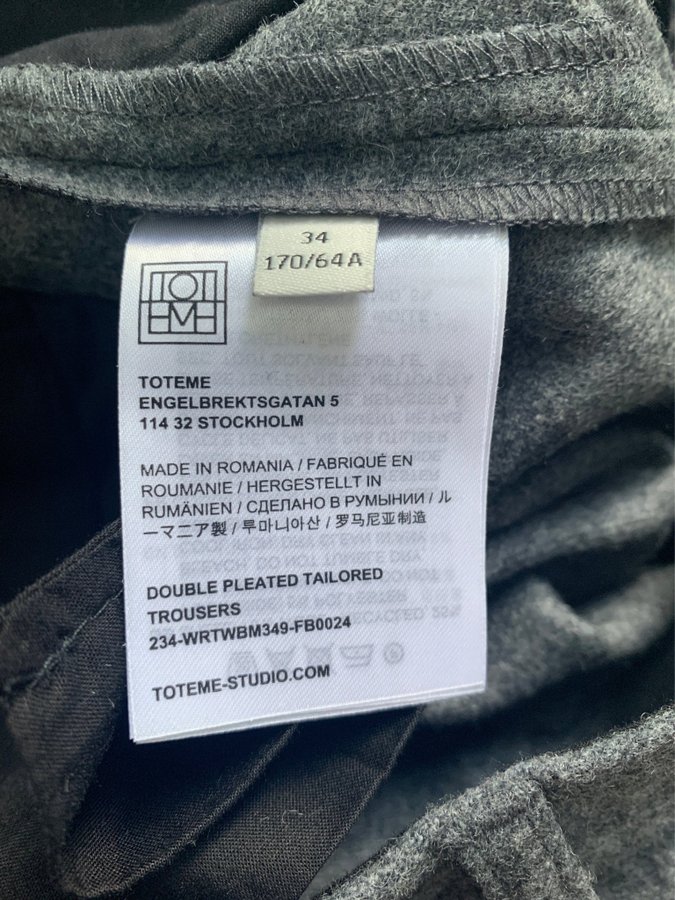 34
170/64A
TOTEME
TOTEME
ENGELBREKTSGATAN 5
114 32 STOCKHOLM
MADE IN ROMANIA / FABRIQUÉ EN
ROUMANIE / HERGESTELLT IN
RUMÄNIEN / СДЕЛАНО В РУМЫНИИ / ル
ーマニア製 / 루마니아산 / 罗马尼亚制造
DOUBLE PLEATED TAILORED
TROUSERS
234-WRTWBM349-FB0024
TOTEME-STUDIO.COM